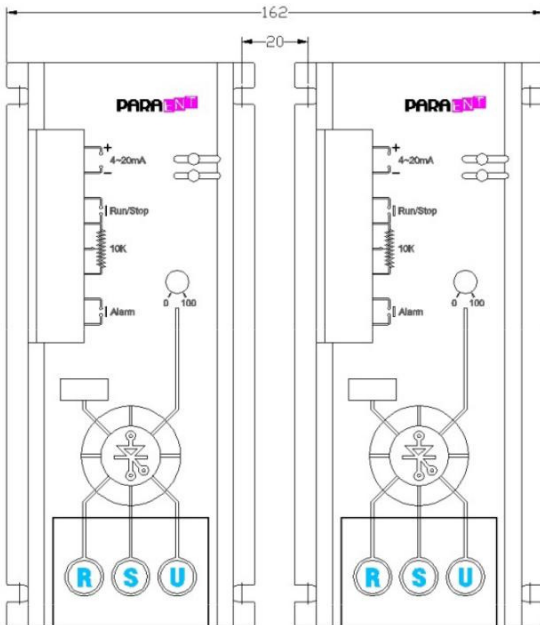 162
20
PARAENT
+
4~20mA
−
Run/Stop
10K
0 100
Alarm
R S U
PARAENT
+
4~20mA
−
Run/Stop
10K
0 100
Alarm
R S U